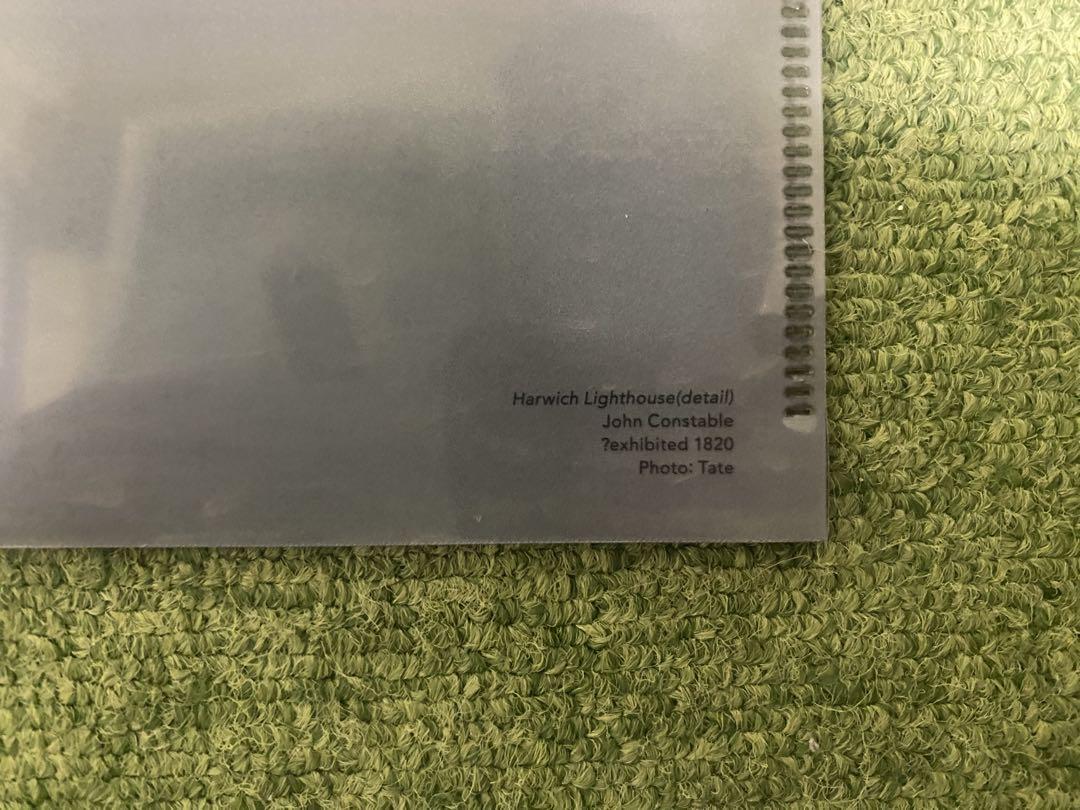 Harwich Lighthouse(detail)
John Constable
?exhibited 1820
Photo: Tate